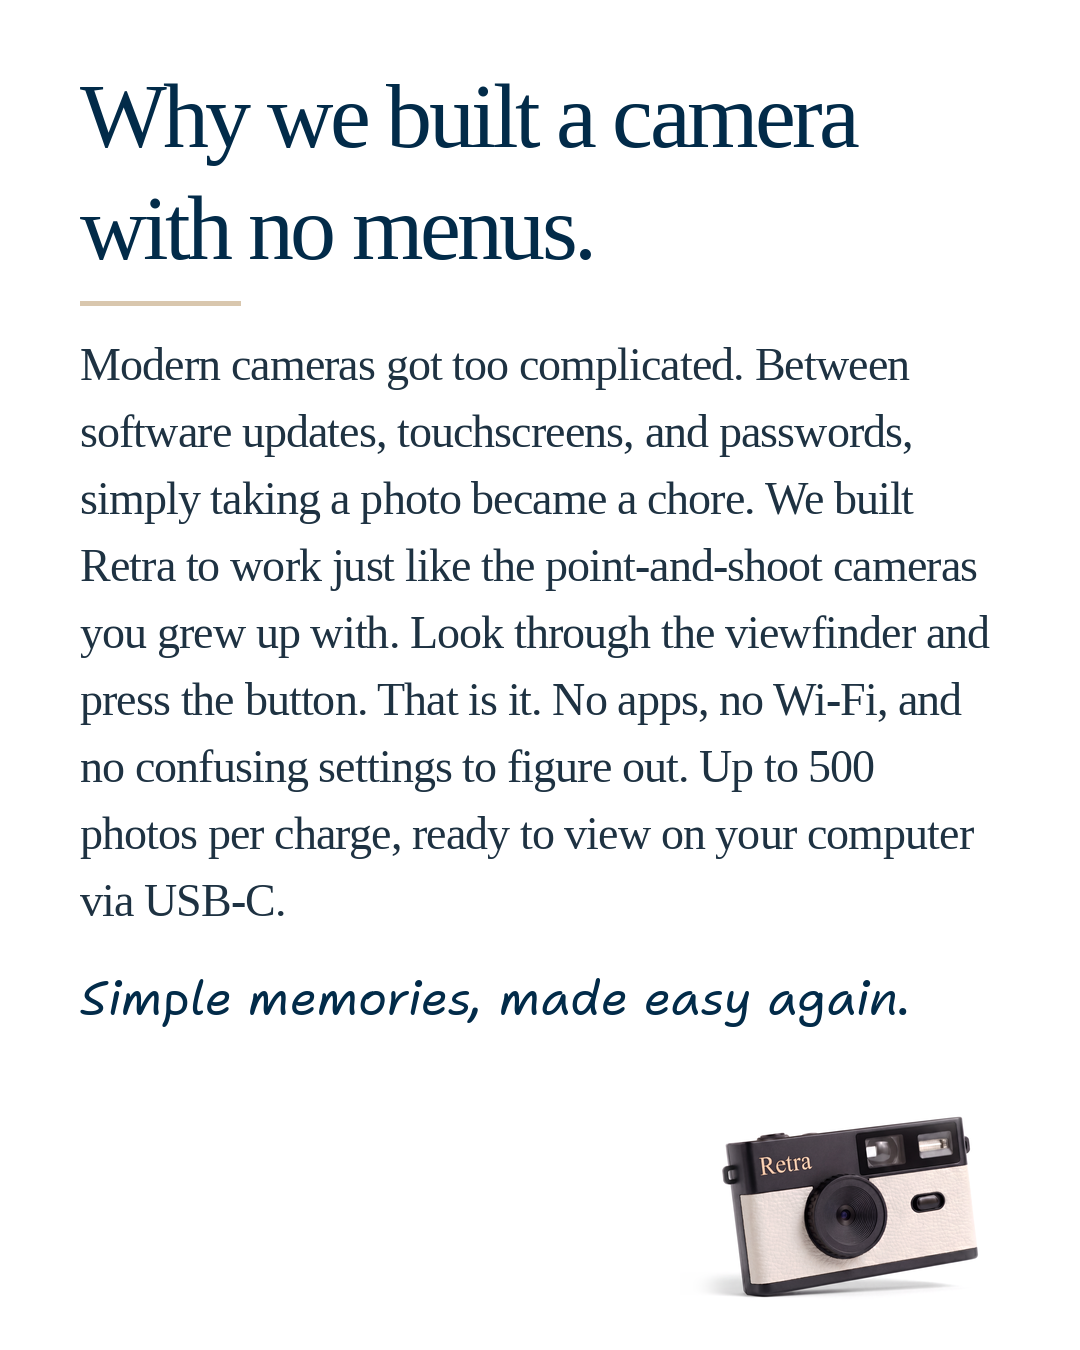 Why we built a camera
with no menus.
Modern cameras got too complicated. Between
software updates, touchscreens, and passwords,
simply taking a photo became a chore. We built
Retra to work just like the point-and-shoot cameras
you grew up with. Look through the viewfinder and
press the button. That is it. No apps, no Wi-Fi, and
no confusing settings to figure out. Up to 500
photos per charge, ready to view on your computer
via USB-C.
Simple memories, made easy again.
Retra